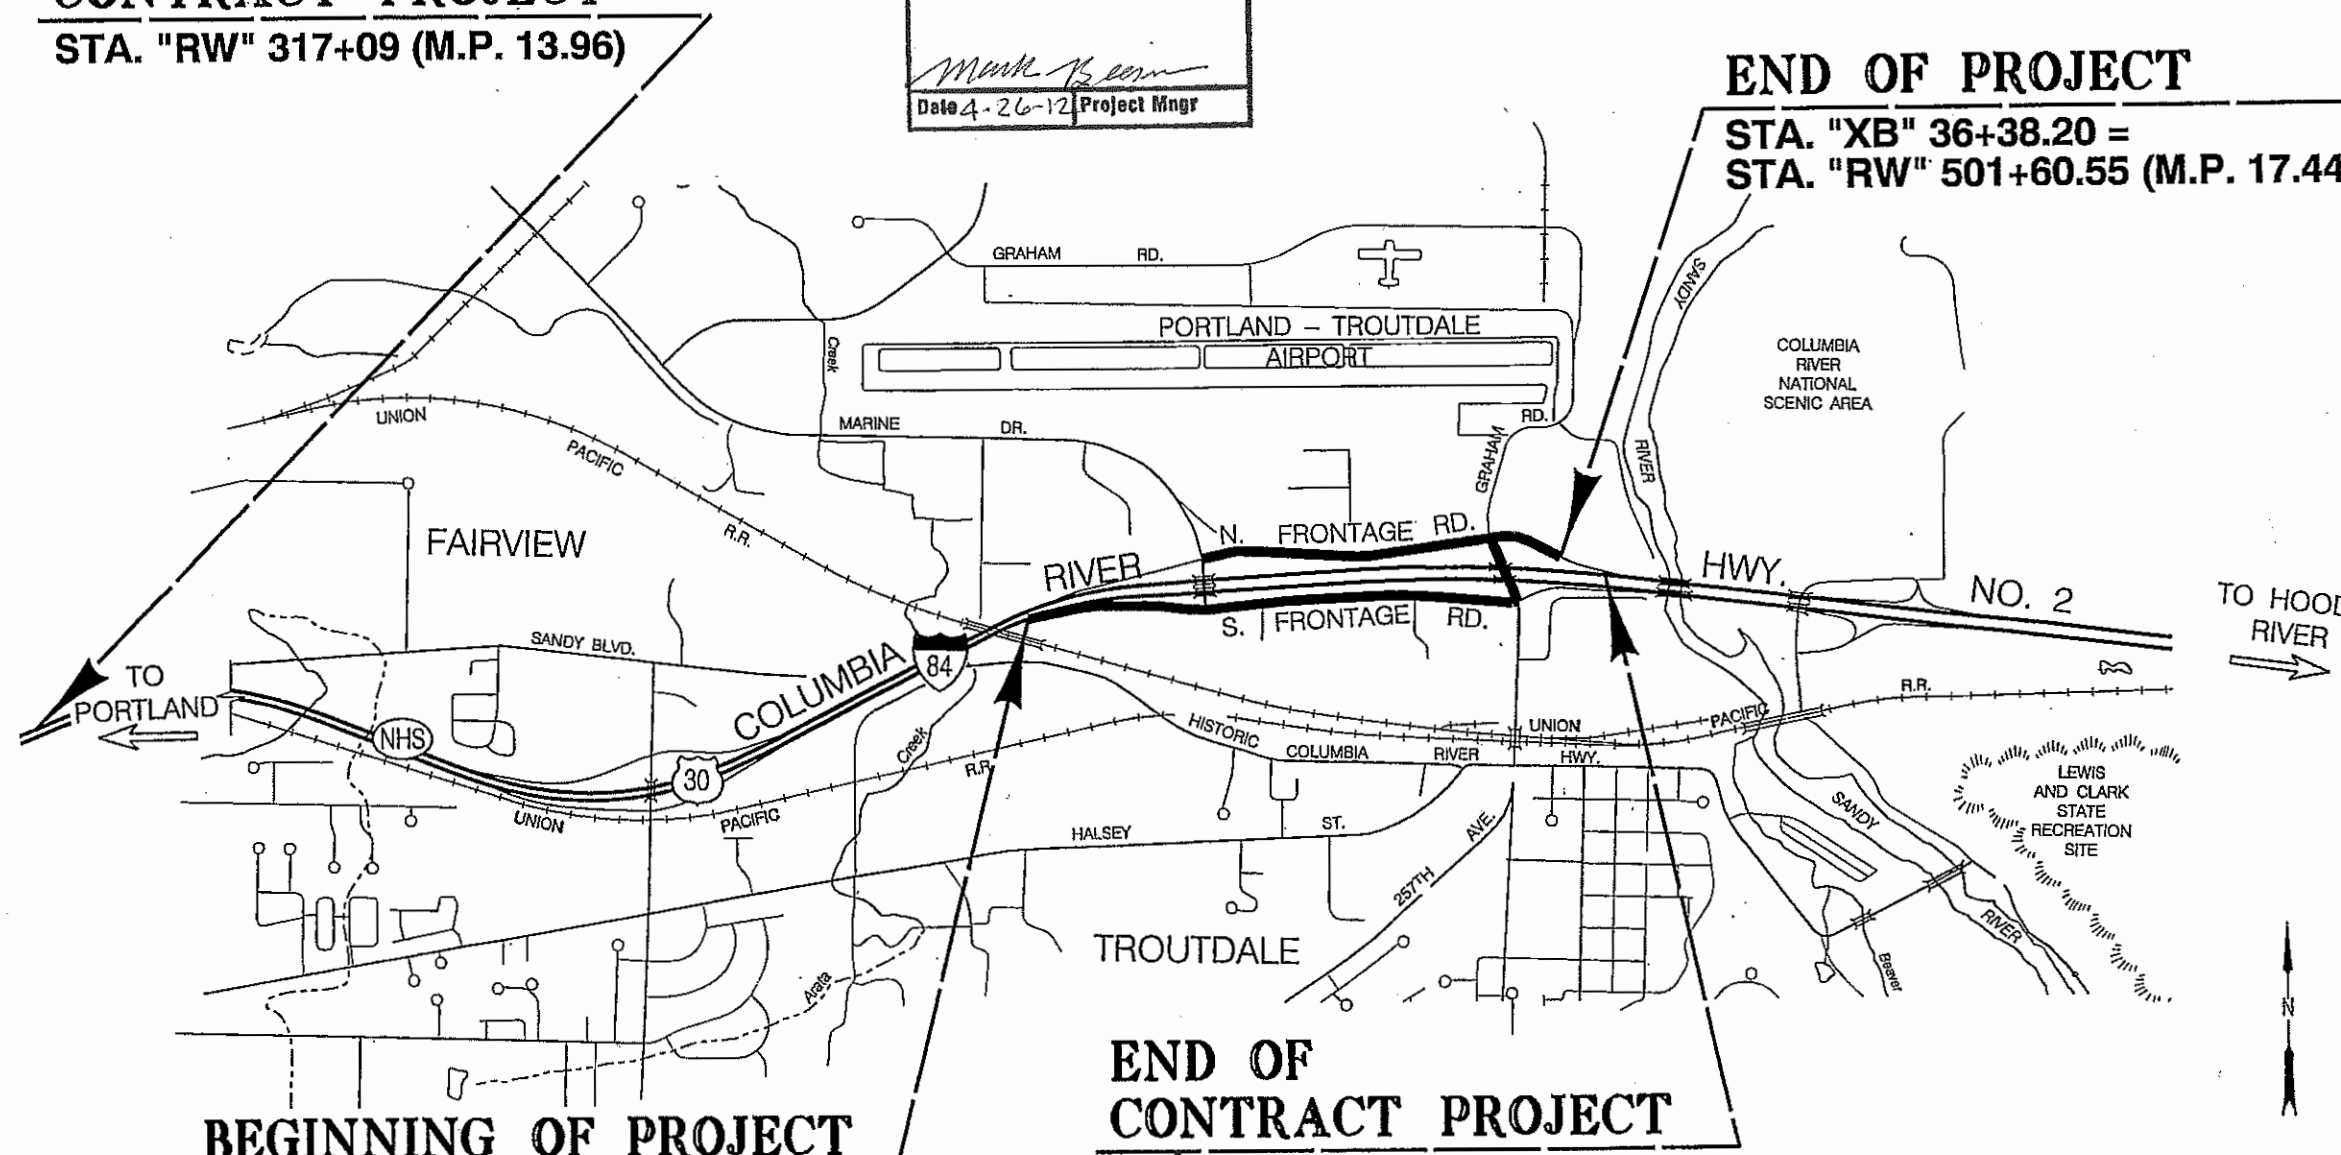 CONTRACT PROJECT
STA. "RW" 317+09 (M.P. 13.96)
Mark
Date 4-26-12 Project Mngr
END OF PROJECT
STA. "XB" 36+38.20 =
STA. "RW" 501+60.55 (M.P. 17.44
GRAHAM RD.
SANDY
PORTLAND – TROUTDALE
AIRPORT
Creek
COLUMBIA
RIVER
NATIONAL
SCENIC AREA
UNION
PACIFIC
R.R.
MARINE DR.
GRAHAM
RD.
RIVER
FAIRVIEW
N. FRONTAGE RD.
COLUMBIA
RIVER
HWY.
NO. 2
TO HOOD
RIVER
S. FRONTAGE RD.
SANDY BLVD.
84
TO
PORTLAND
NHS
30
Creek
R.R.
UNION
PACIFIC
HISTORIC
COLUMBIA
RIVER
HWY.
UNION
PACIFIC
R.R.
HALSEY ST.
257TH
AVE.
SANDY
RIVER
LEWIS
AND CLARK
STATE
RECREATION
SITE
TROUTDALE
Arata
Beaver
N
END OF
CONTRACT PROJECT
BEGINNING OF PROJECT